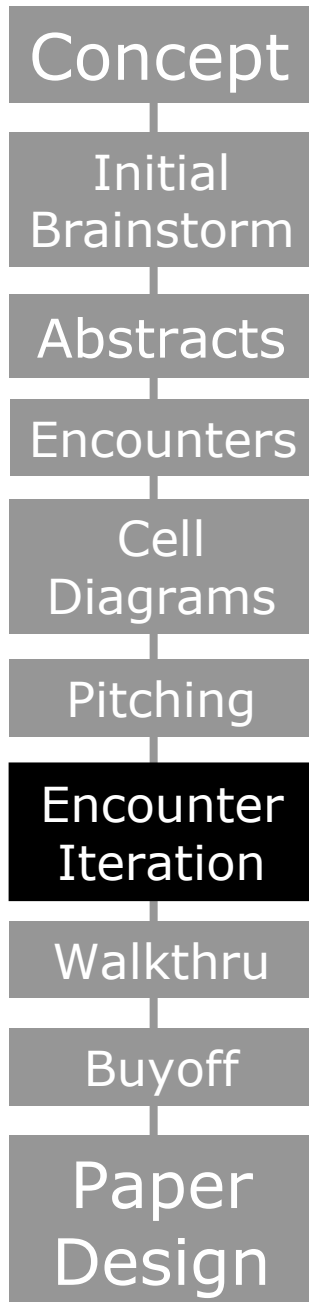 Concept
Initial
Brainstorm
Abstracts
Encounters
Cell
Diagrams
Pitching
Encounter
Iteration
Walkthru
Buyoff
Paper
Design